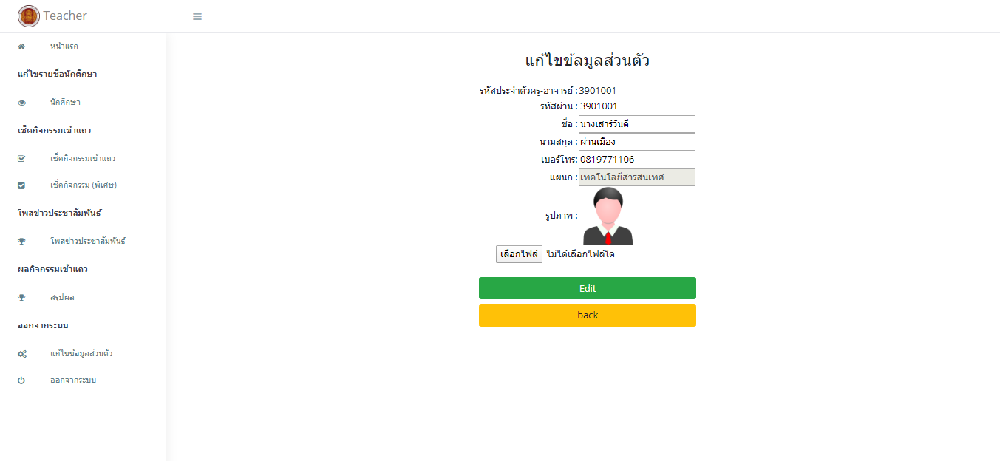 Teacher
หน้าแรก
แก้ไขรายชื่อนักศึกษา
นักศึกษา
เช็คกิจกรรมเข้าแถว
เช็คกิจกรรมเข้าแถว
เช็คกิจกรรม (พิเศษ)
โพสข่าวประชาสัมพันธ์
โพสข่าวประชาสัมพันธ์
ผลกิจกรรมเข้าแถว
สรุปผล
ออกจากระบบ
แก้ไขข้อมูลส่วนตัว
ออกจากระบบ
แก้ไขข้ลมูลส่วนตัว
รหัสประจำตัวครู-อาจารย์ : 3901001
รหัสผ่าน : 3901001
ชื่อ : นางเสาร์วันดี
นามสกุล : ผ่านเมือง
เบอร์โทร: 0819771106
แผนก : เทคโนโลยีสารสนเทศ
รูปภาพ :
เลือกไฟล์ ไม่ได้เลือกไฟล์ใด
Edit
back